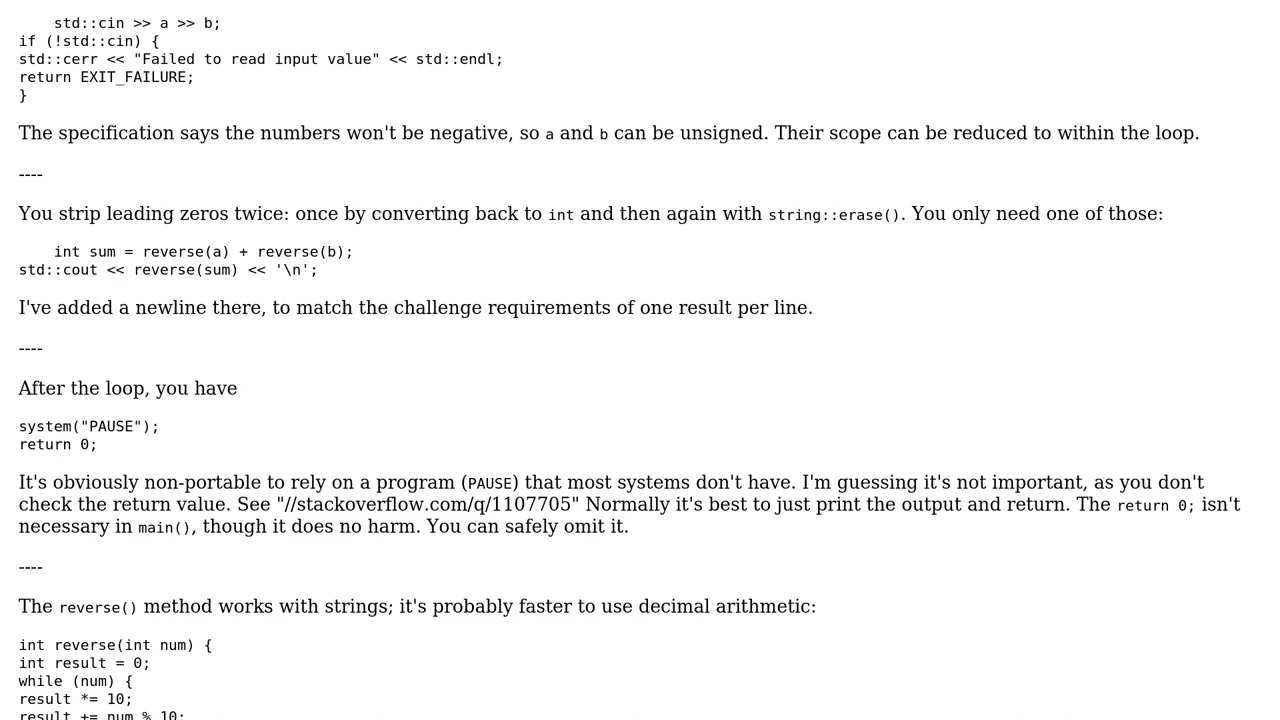 std::cin >> a >> b;
if (!std::cin) {
std::cerr << "Failed to read input value" << std::endl;
return EXIT_FAILURE;
}
The specification says the numbers won't be negative, so a and b can be unsigned. Their scope can be reduced to within the loop.
----
You strip leading zeros twice: once by converting back to int and then again with string::erase(). You only need one of those:
    int sum = reverse(a) + reverse(b);
std::cout << reverse(sum) << '\n';
I've added a newline there, to match the challenge requirements of one result per line.
----
After the loop, you have
system("PAUSE");
return 0;
It's obviously non-portable to rely on a program (PAUSE) that most systems don't have. I'm guessing it's not important, as you don't
check the return value. See "//stackoverflow.com/q/1107705" Normally it's best to just print the output and return. The return 0; isn't
necessary in main(), though it does no harm. You can safely omit it.
----
The reverse() method works with strings; it's probably faster to use decimal arithmetic:
int reverse(int num) {
int result = 0;
while (num) {
result *= 10;
result += num % 10;